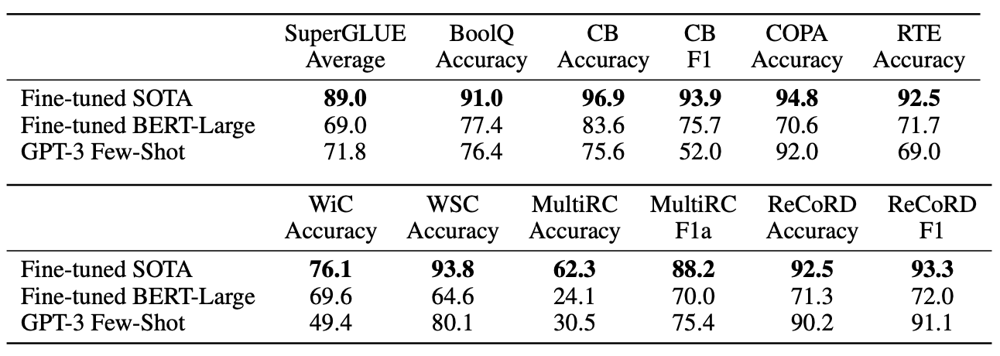 SuperGLUE BoolQ CB CB COPA RTE
Average Accuracy Accuracy F1 Accuracy Accuracy
Fine-tuned SOTA 89.0 91.0 96.9 93.9 94.8 92.5
Fine-tuned BERT-Large 69.0 77.4 83.6 75.7 70.6 71.7
GPT-3 Few-Shot 71.8 76.4 75.6 52.0 92.0 69.0
WiC WSC MultiRC MultiRC ReCoRD ReCoRD
Accuracy Accuracy Accuracy F1a Accuracy F1
Fine-tuned SOTA 76.1 93.8 62.3 88.2 92.5 93.3
Fine-tuned BERT-Large 69.6 64.6 24.1 70.0 71.3 72.0
GPT-3 Few-Shot 49.4 80.1 30.5 75.4 90.2 91.1